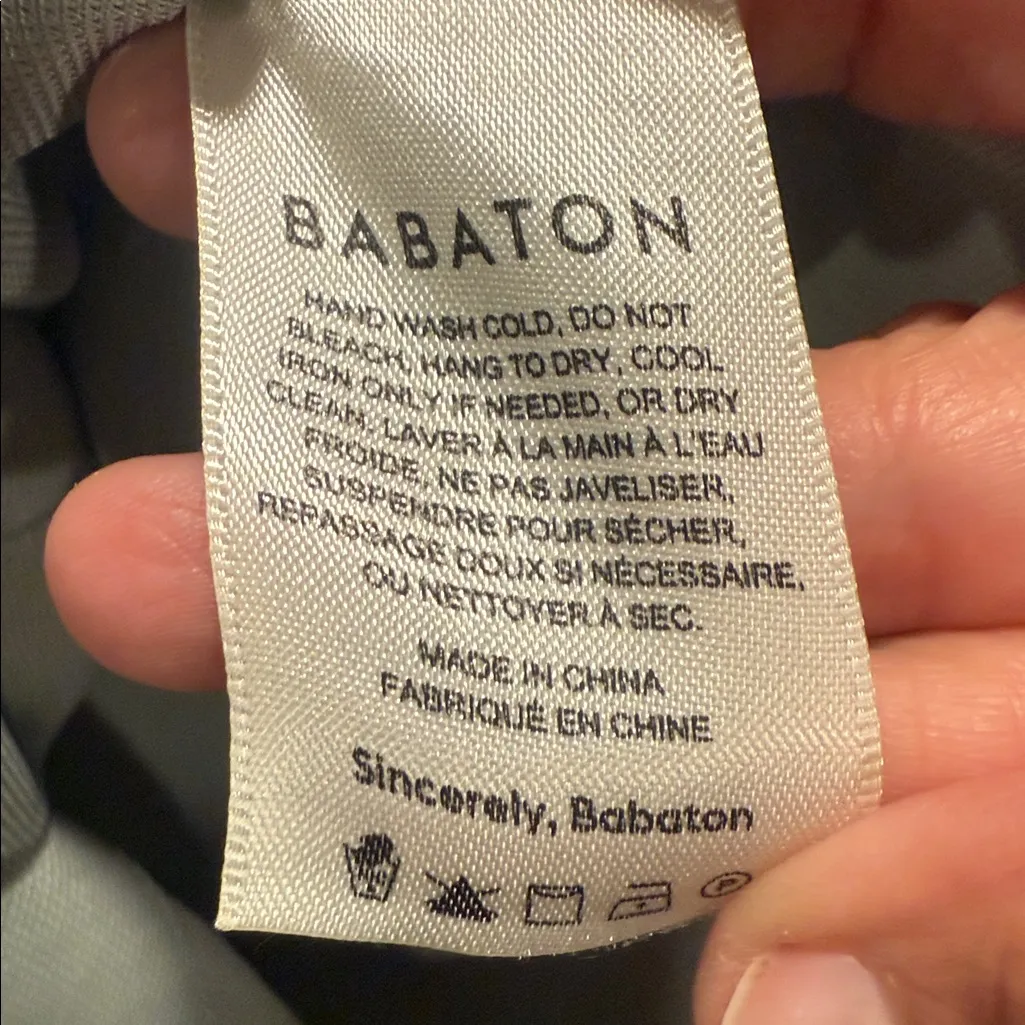 BABATON
HAND WASH COLD, DO NOT
BLEACH, HANG TO DRY, COOL
IRON ONLY IF NEEDED, OR DRY
CLEAN. LAVER À LA MAIN À L'EAU
FROIDE, NE PAS JAVELISER,
SUSPENDRE POUR SÉCHER,
REPASSAGE DOUX SI NÉCESSAIRE,
OU NETTOYER À SEC.
MADE IN CHINA
FABRIQUÉ EN CHINE
Sincerely, Babaton
P